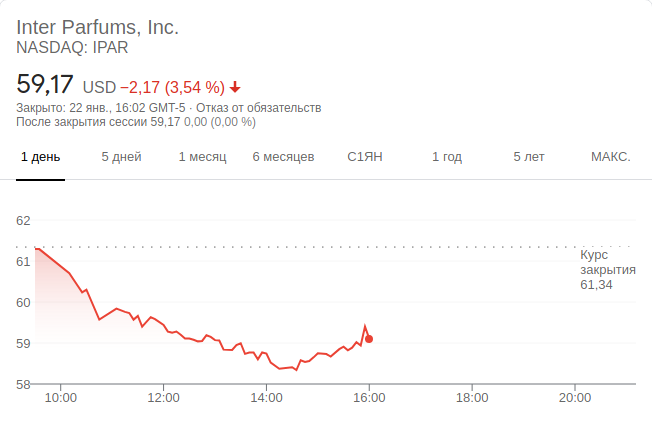 Inter Parfums, Inc.
NASDAQ: IPAR
59,17 USD −2,17 (3,54 %)
Закрыто: 22 янв., 16:02 GMT-5 · Отказ от обязательств
После закрытия сессии 59,17 0,00 (0,00 %)
1 день 5 дней 1 месяц 6 месяцев С1ЯН 1 год 5 лет МАКС.
62
61
60
59
58
Курс
закрытия
61,34
10:00 12:00 14:00 16:00 18:00 20:00